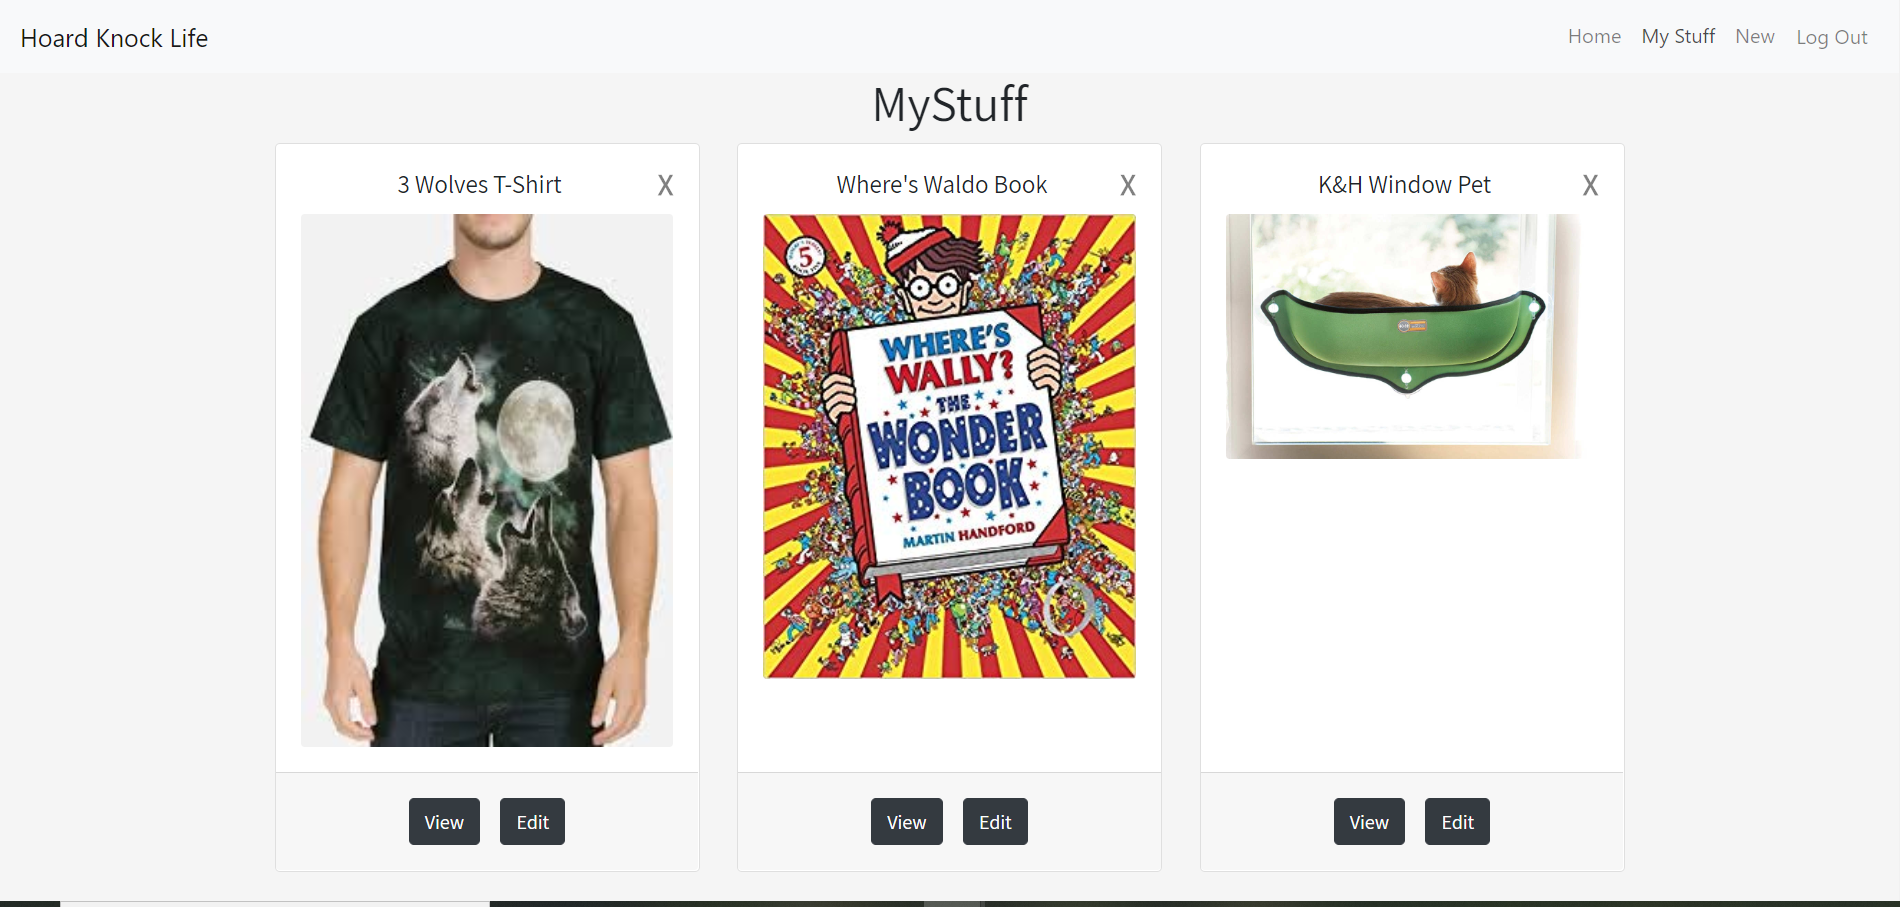 Hoard Knock Life
Home My Stuff New Log Out
MyStuff
3 Wolves T-Shirt X
5
WHERE'S
WALLY?
THE
WONDER
BOOK
MARTIN HANDFORD
Where's Waldo Book X
K&H Window Pet X
View Edit
View Edit
View Edit